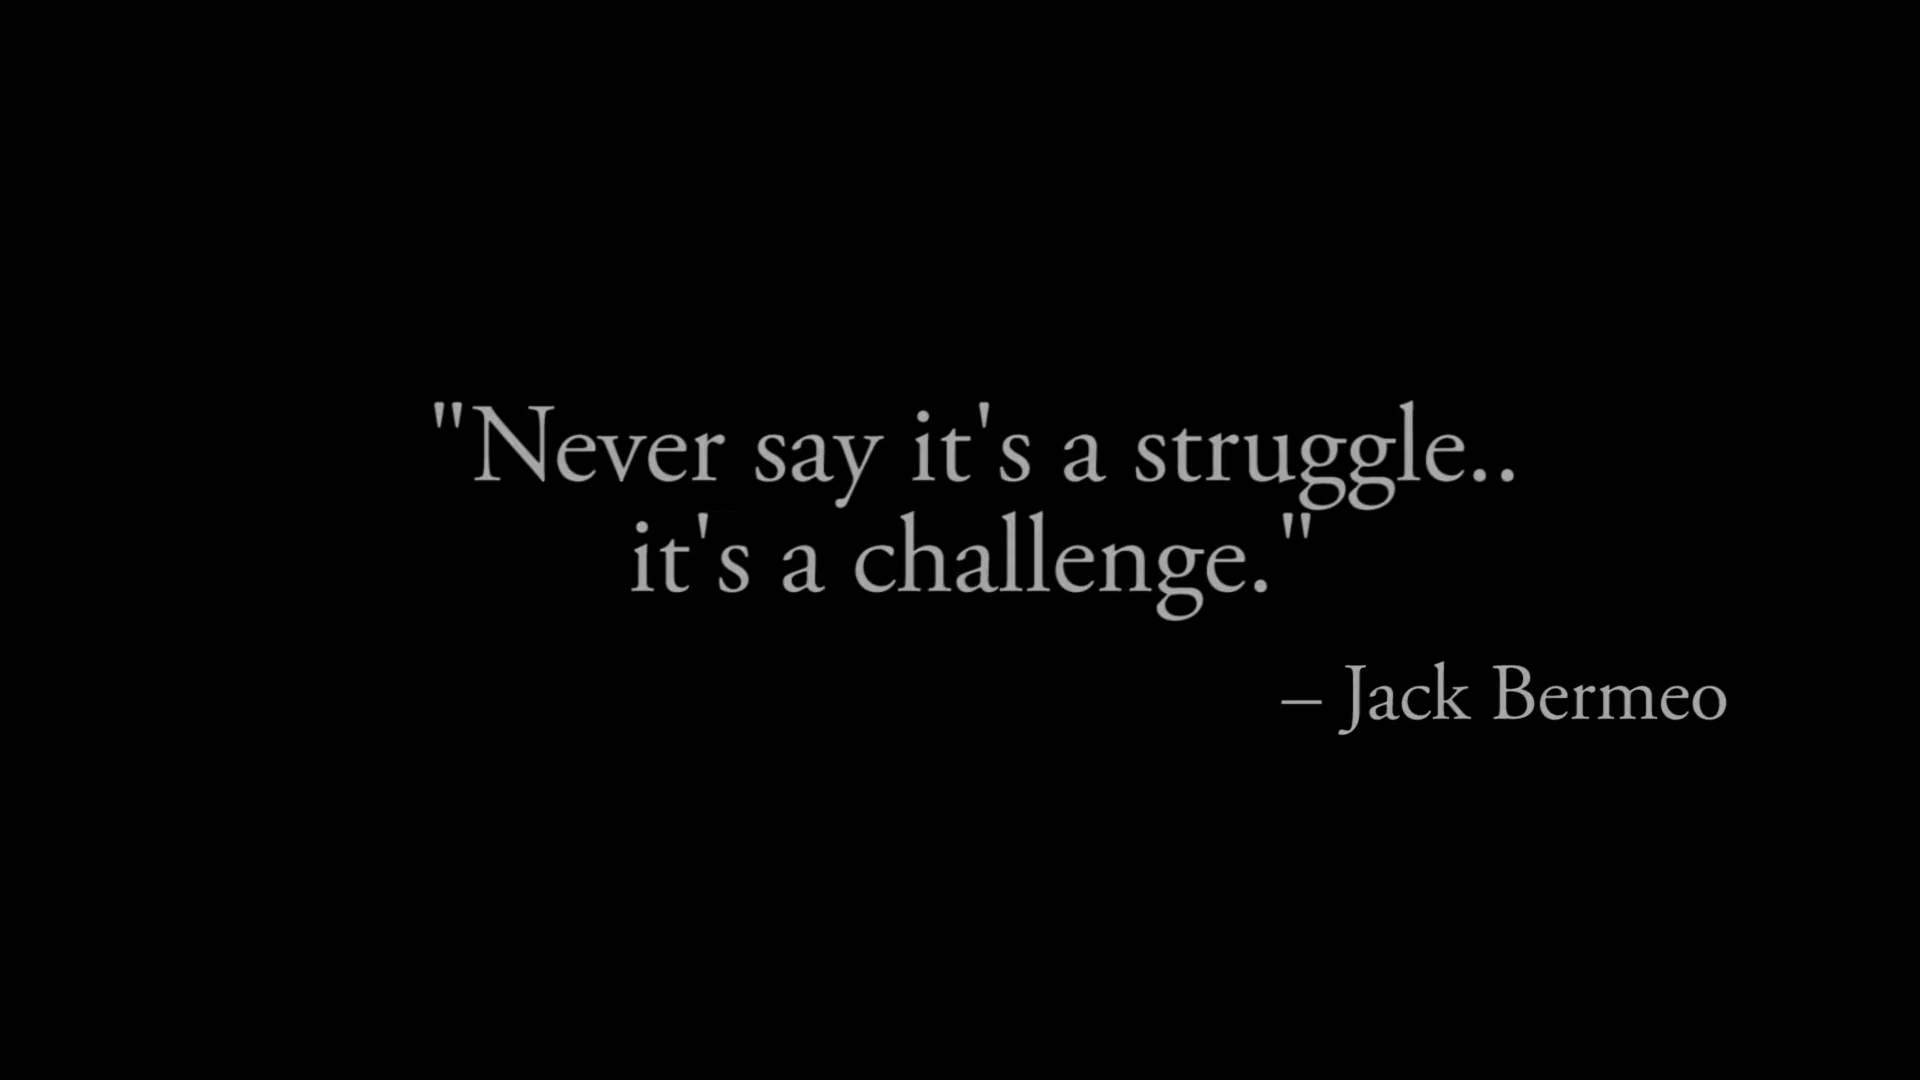 "Never say it's a struggle..
it's a challenge."
– Jack Bermeo